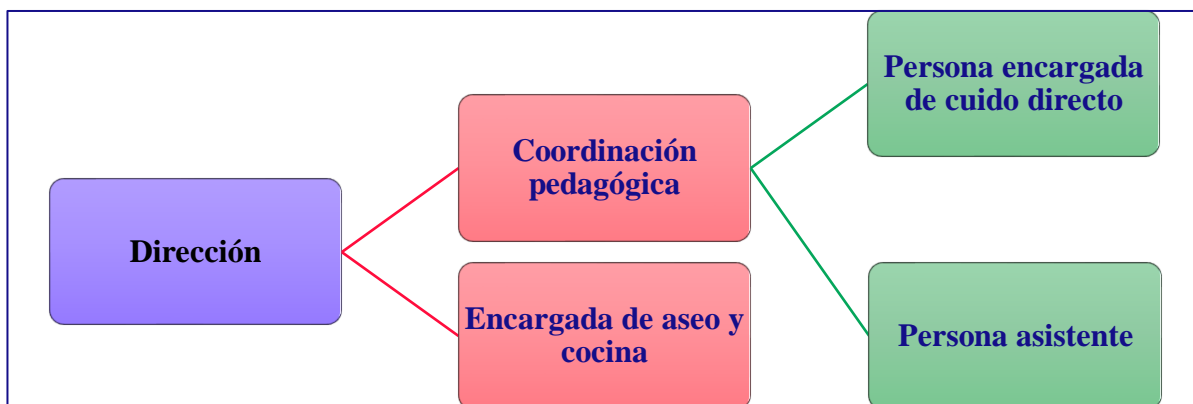 Dirección
Coordinación
pedagógica
Encargada de aseo y
cocina
Persona encargada
de cuido directo
Persona asistente